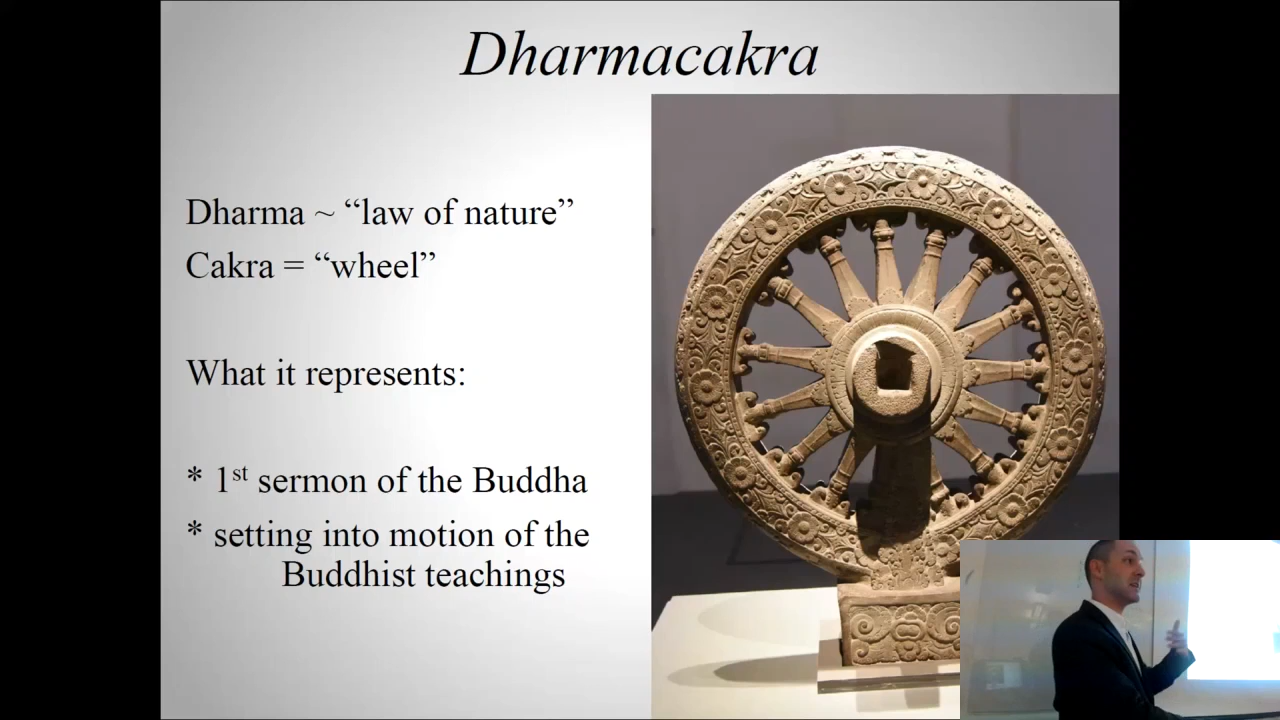 Dharmacakra
Dharma ~ “law of nature”
Cakra = “wheel”
What it represents:
* 1st sermon of the Buddha
* setting into motion of the
Buddhist teachings